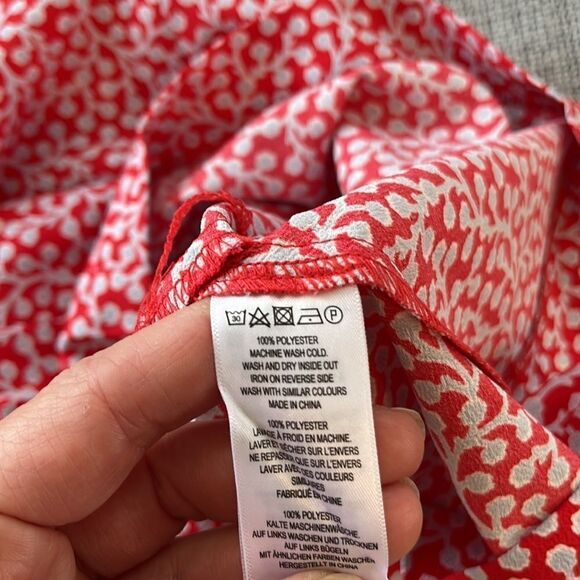 30 P
100% POLYESTER
MACHINE WASH COLD.
WASH AND DRY INSIDE OUT
IRON ON REVERSE SIDE
WASH WITH SIMILAR COLOURS
MADE IN CHINA
100% POLYESTER
LAVAGE À FROID EN MACHINE.
LAVER ET SÉCHER SUR L'ENVERS
NE REPASSER QUE SUR L'ENVERS
LAVER AVEC DES COULEURS
SIMILAIRES
FABRIQUÉ EN CHINE
100% POLYESTER
KALTE MASCHINENWÄSCHE.
AUF LINKS WASCHEN UND TROCKNEN
AUF LINKS BÜGELN
MIT ÄHNLICHEN FARBEN WASCHEN
HERGESTELLT IN CHINA